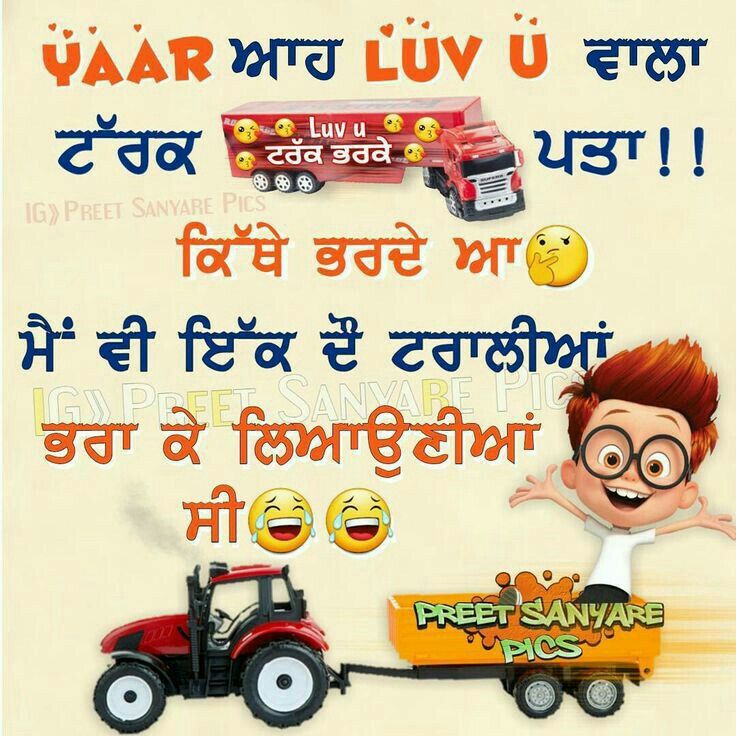 YAAR ਆਹ LUV U ਵਾਲਾ
ਟੱਰਕ
Luv u
ਟਰੱਕ ਭਰਕੇ
ਪਤਾ!!
IG》PREET SANYARE PICS
ਕਿੱਥੇ ਭਰਦੇ ਆ🤔
ਮੈਂ ਵੀ ਇੱਕ ਦੌ ਟਰਾਲੀਆਂ
IG》PREET SANYARE PICS
ਭਰਾ ਕੇ ਲਿਆਉਣੀਆਂ
ਸੀ😂😂
PREET SANYARE
PICS